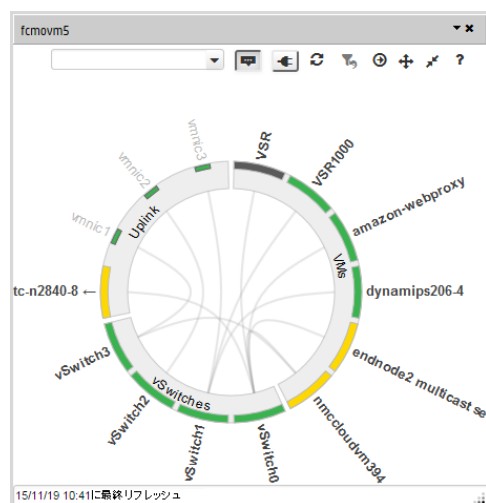 fcmovm5
?
vmnic3
VSR
vmnic2
VSR1000
vmnic1
Uplink
amazon-webproxy
VMs
tc-n2840-8 ←
dynamips206-4
endnode2 multicast se
vSwitch3
vSwitches
nmccloudvm394
vSwitch2
vSwitch1
vSwitch0
15/11/19 10:41に最終リフレッシュ